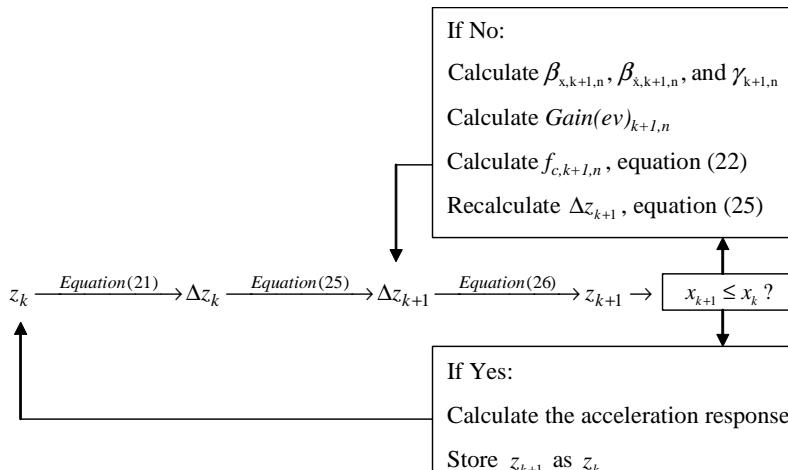 If No:
Calculate β_{x,k+1,n}, β_{ẋ,k+1,n}, and γ_{k+1,n}
Calculate Gain(ev)_{k+1,n}
Calculate f_{c,k+1,n}, equation (22)
Recalculate Δz_{k+1}, equation (25)
z_k Equation(21) → Δz_k Equation(25) → Δz_{k+1} Equation(26) → z_{k+1} → x_{k+1} ≤ x_k ?
If Yes:
Calculate the acceleration response
Store z_{k+1} as z_k